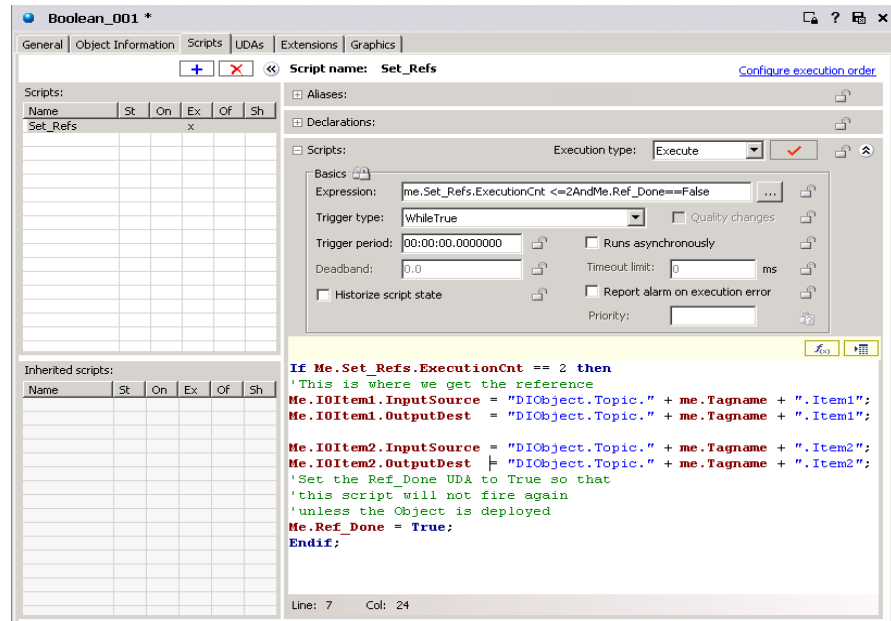 Boolean_001 *
General Object Information Scripts UDAs Extensions Graphics
Script name: Set_Refs Configure execution order
Scripts:
Name St On Ex Of Sh
Set_Refs x
Aliases:
Declarations:
Scripts: Execution type: Execute
Basics
Expression: me.Set_Refs.ExecutionCnt <=2AndMe.Ref_Done==False ...
Trigger type: WhileTrue Quality changes
Trigger period: 00:00:00.0000000 Runs asynchronously
Deadband: 0.0 Timeout limit: 0 ms
Historize script state Report alarm on execution error
Priority:
Inherited scripts:
Name St On Ex Of Sh
If Me.Set_Refs.ExecutionCnt == 2 then
'This is where we get the reference
Me.IOItem1.InputSource = "DIObject.Topic." + me.Tagname + ".Item1";
Me.IOItem1.OutputDest = "DIObject.Topic." + me.Tagname + ".Item1";
Me.IOItem2.InputSource = "DIObject.Topic." + me.Tagname + ".Item2";
Me.IOItem2.OutputDest = "DIObject.Topic." + me.Tagname + ".Item2";
'Set the Ref_Done UDA to True so that
'this script will not fire again
'unless the Object is deployed
Me.Ref_Done = True;
Endif;
Line: 7 Col: 24